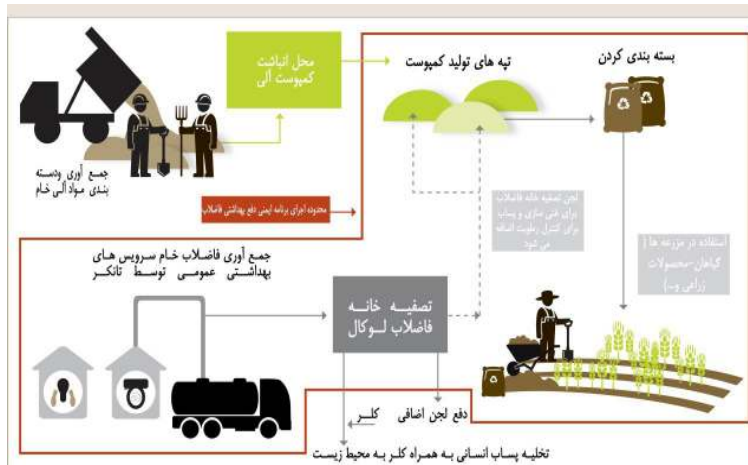 محل انباشت
کمپوست آلی
تپه های تولید کمپوست
بسته بندی کردن
جمع آوری ودسته
بندی مواد آلی خام
محدوده اجرای برنامه ایمنی دفع بهداشتی فاضلاب
لجن تصفیه خانه فاضلاب
برای غنی سازی و پساب
برای کنترل رطوبت اضافه
می شود
استفاده در مزرعه ها (
گیاهان-محصولات
زراعی و...)
جمع آوری فاضلاب خام سرویس های
بهداشتی عمومی توسط تانکر
تصفیه خانه
فاضلاب لوکال
دفع لجن اضافی
کلر
تخلیه پساب انسانی به همراه کلر به محیط زیست